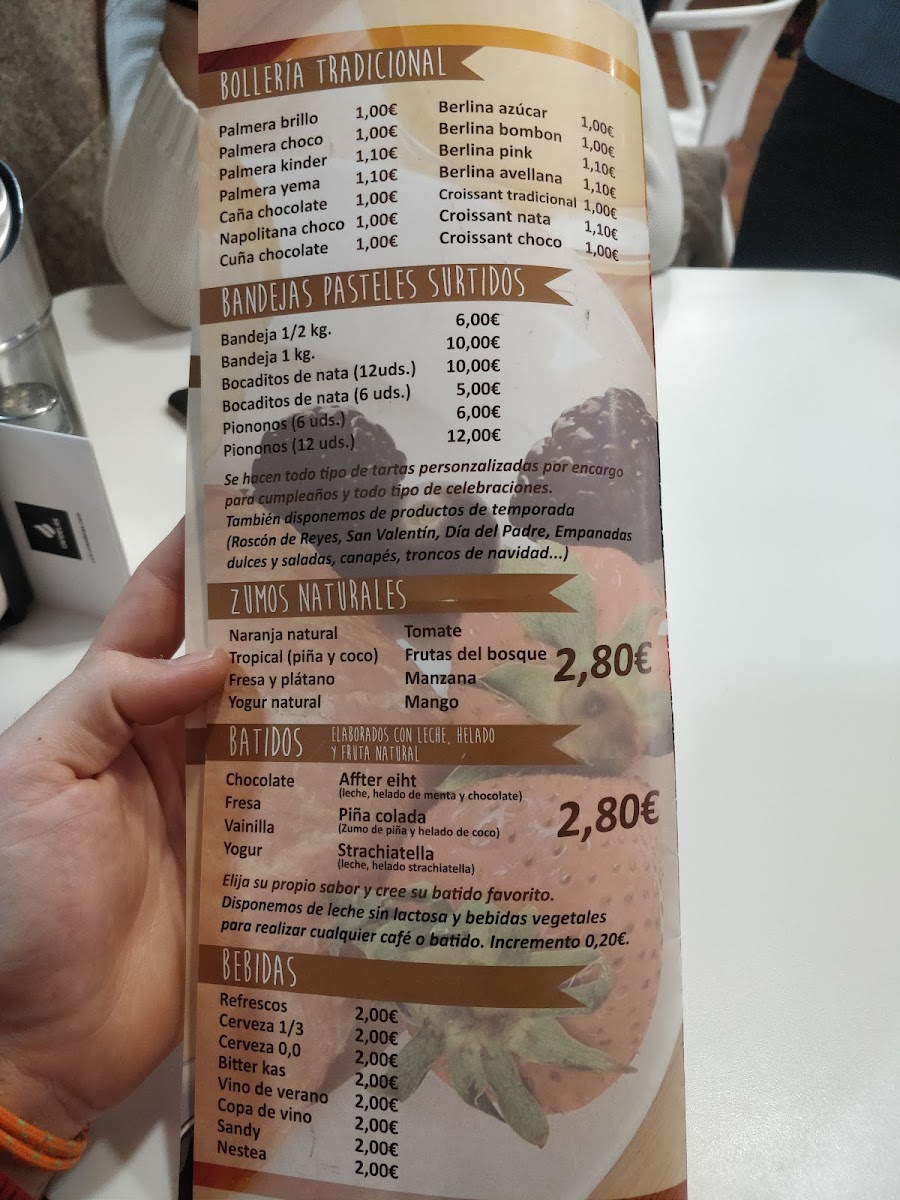 BOLLERÍA TRADICIONAL
Palmera brillo 1,00€
Palmera choco 1,00€
Palmera kinder 1,10€
Palmera yema 1,10€
Caña chocolate 1,00€
Napolitana choco 1,00€
Cuña chocolate 1,00€
Berlina azúcar 1,00€
Berlina bombon 1,00€
Berlina pink 1,10€
Berlina avellana 1,10€
Croissant tradicional 1,00€
Croissant nata 1,10€
Croissant choco 1,00€
BANDEJAS PASTELES SURTIDOS
Bandeja 1/2 kg. 6,00€
Bandeja 1 kg. 10,00€
Bocaditos de nata (12uds.) 10,00€
Bocaditos de nata (6 uds.) 5,00€
Piononos (6 uds.) 6,00€
Piononos (12 uds.) 12,00€
Se hacen todo tipo de tartas personzalizadas por encargo
para cumpleaños y todo tipo de celebraciones.
También disponemos de productos de temporada
(Roscón de Reyes, San Valentín, Día del Padre, Empanadas
dulces y saladas, canapés, troncos de navidad...)
ZUMOS NATURALES
Naranja natural
Tropical (piña y coco)
Fresa y plátano
Yogur natural
Tomate
Frutas del bosque
Manzana
Mango
2,80€
BATIDOS ELABORADOS CON LECHE, HELADO
Y FRUTA NATURAL
Chocolate
Fresa
Vainilla
Yogur
Affter eiht
(leche, helado de menta y chocolate)
Piña colada
(Zumo de piña y helado de coco)
Strachiatella
(leche, helado strachiatella)
2,80€
Elija su propio sabor y cree su batido favorito.
Disponemos de leche sin lactosa y bebidas vegetales
para realizar cualquier café o batido. Incremento 0,20€.
BEBIDAS
Refrescos 2,00€
Cerveza 1/3 2,00€
Cerveza 0,0 2,00€
Bitter kas 2,00€
Vino de verano 2,00€
Copa de vino 2,00€
Sandy 2,00€
Nestea 2,00€